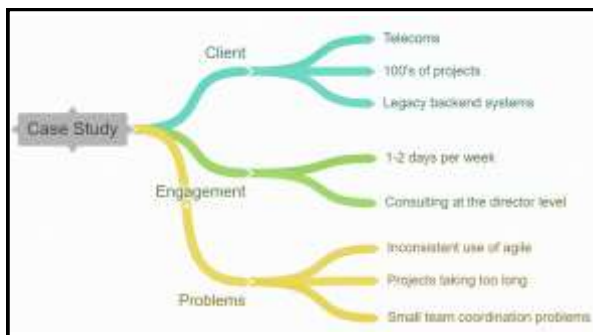 Case Study
Client
Telecoms
100's of projects
Legacy backend systems
Engagement
1-2 days per week
Consulting at the director level
Problems
Inconsistent use of agile
Projects taking too long
Small team coordination problems